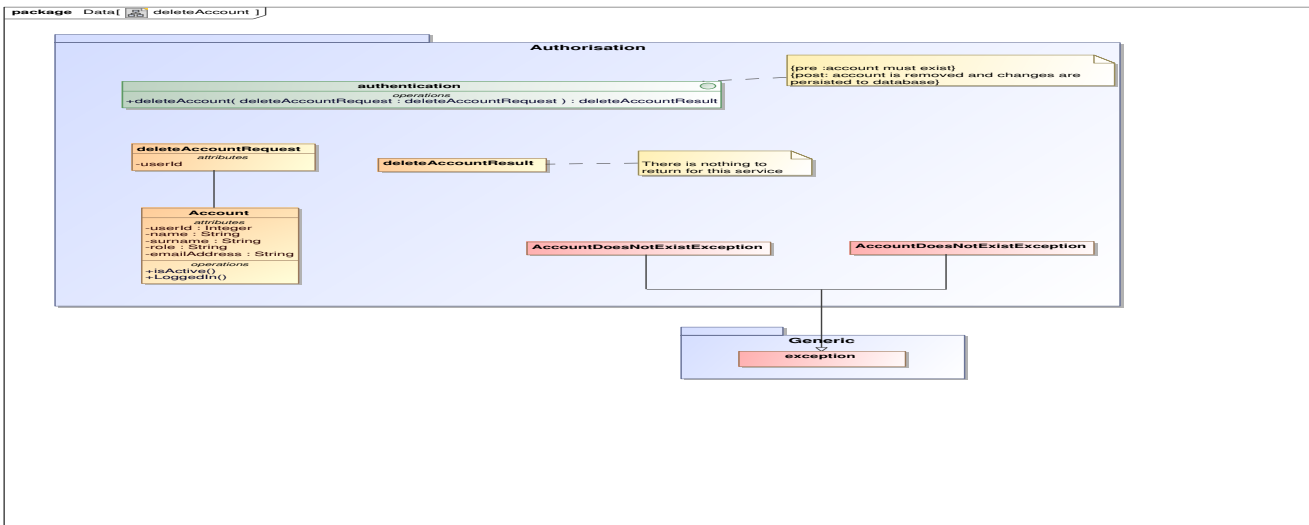 package Data[ deleteAccount ]
Authorisation
{pre :account must exist}
{post: account is removed and changes are
persisted to database}
authentication
operations
+deleteAccount( deleteAccountRequest : deleteAccountRequest ) : deleteAccountResult
deleteAccountRequest
attributes
-userId
deleteAccountResult
There is nothing to
return for this service
Account
attributes
-userId : Integer
-name : String
-surname : String
-role : String
-emailAddress : String
operations
+isActive()
+LoggedIn()
AccountDoesNotExistException
AccountDoesNotExistException
Generic
exception